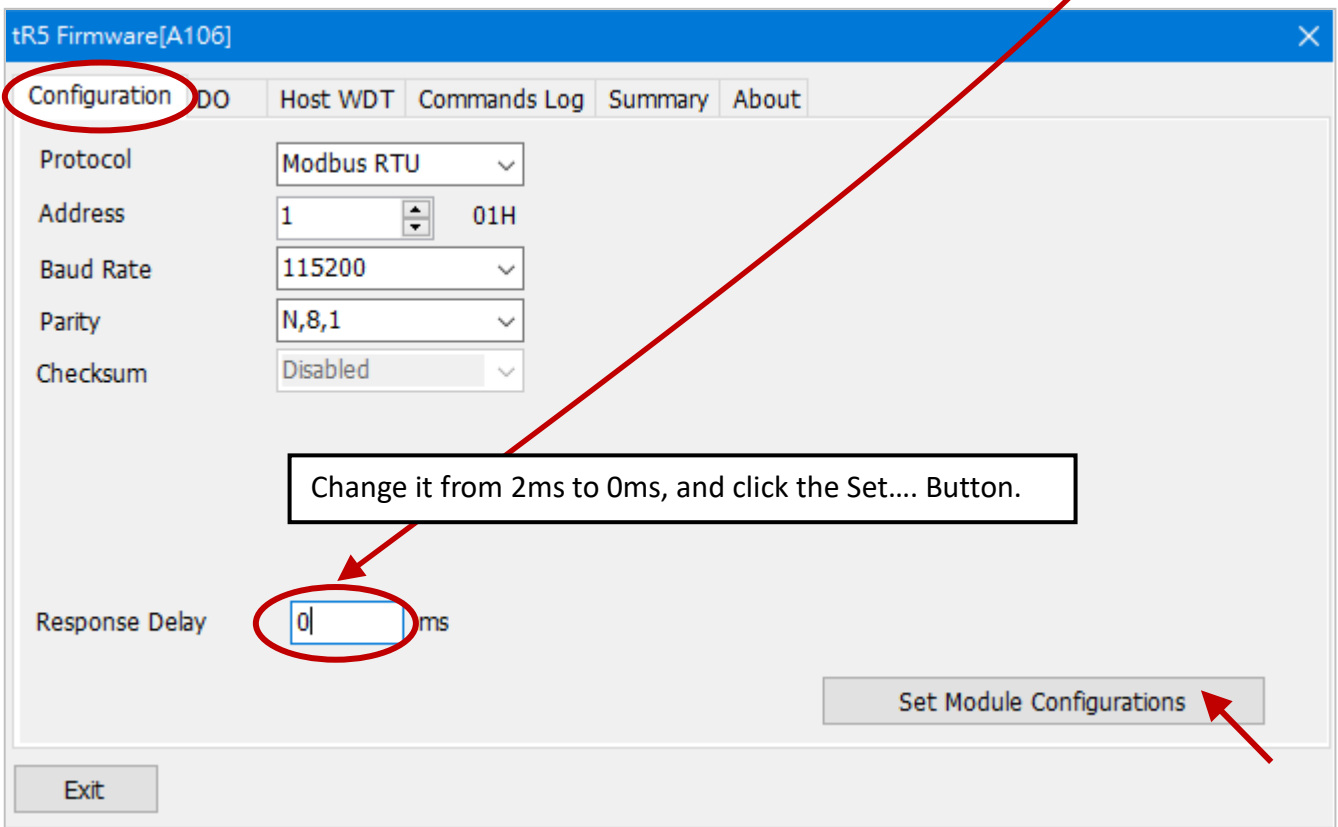 tR5 Firmware[A106]
Configuration DO Host WDT Commands Log Summary About
Protocol Modbus RTU
Address 1 01H
Baud Rate 115200
Parity N,8,1
Checksum Disabled
Change it from 2ms to 0ms, and click the Set…. Button.
Response Delay 0 ms
Set Module Configurations
Exit